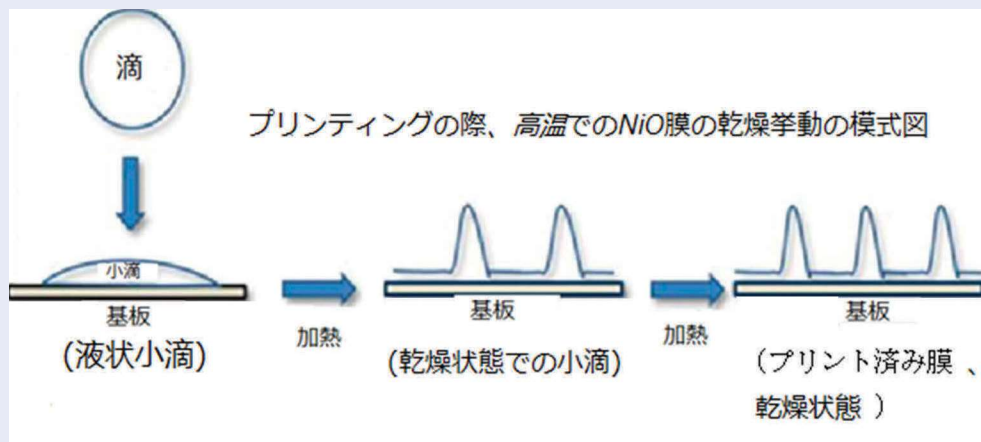 滴
プリンティングの際、高温でのNiO膜の乾燥挙動の模式図
小滴
基板
(液状小滴)
加熱
基板
(乾燥状態での小滴)
加熱
基板
（プリント済み膜 、
乾燥状態 ）